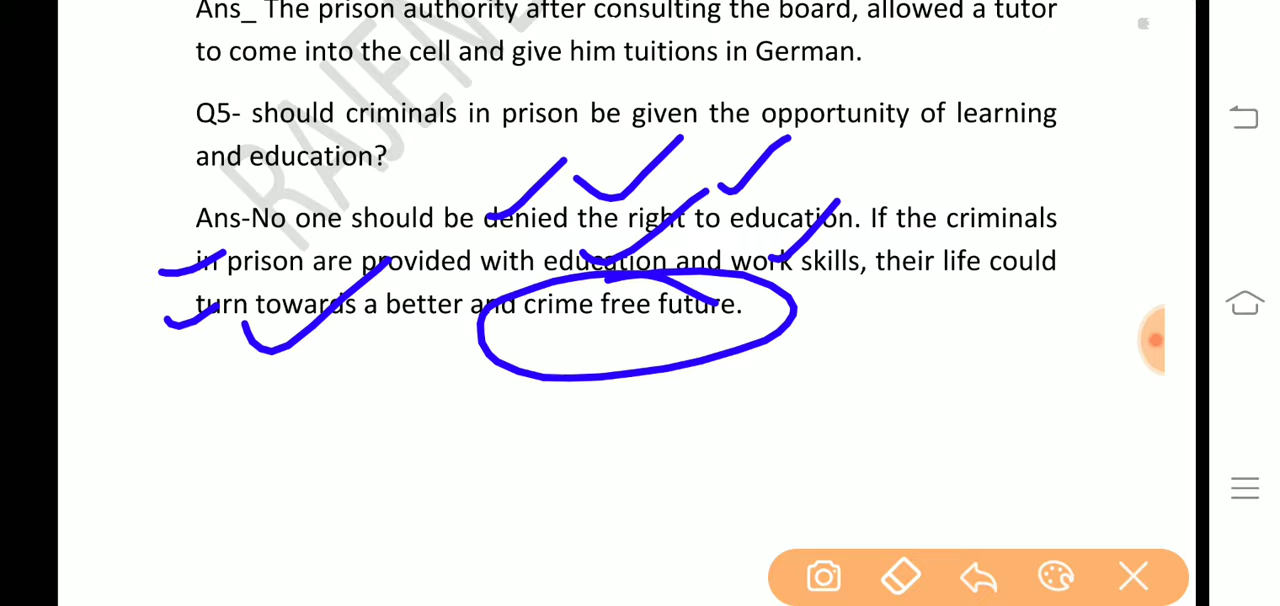 Ans_ The prison authority after consulting the board, allowed a tutor
to come into the cell and give him tuitions in German.
Q5- should criminals in prison be given the opportunity of learning
and education?
Ans-No one should be denied the right to education. If the criminals
in prison are provided with education and work skills, their life could
turn towards a better and crime free future.
RAJEN